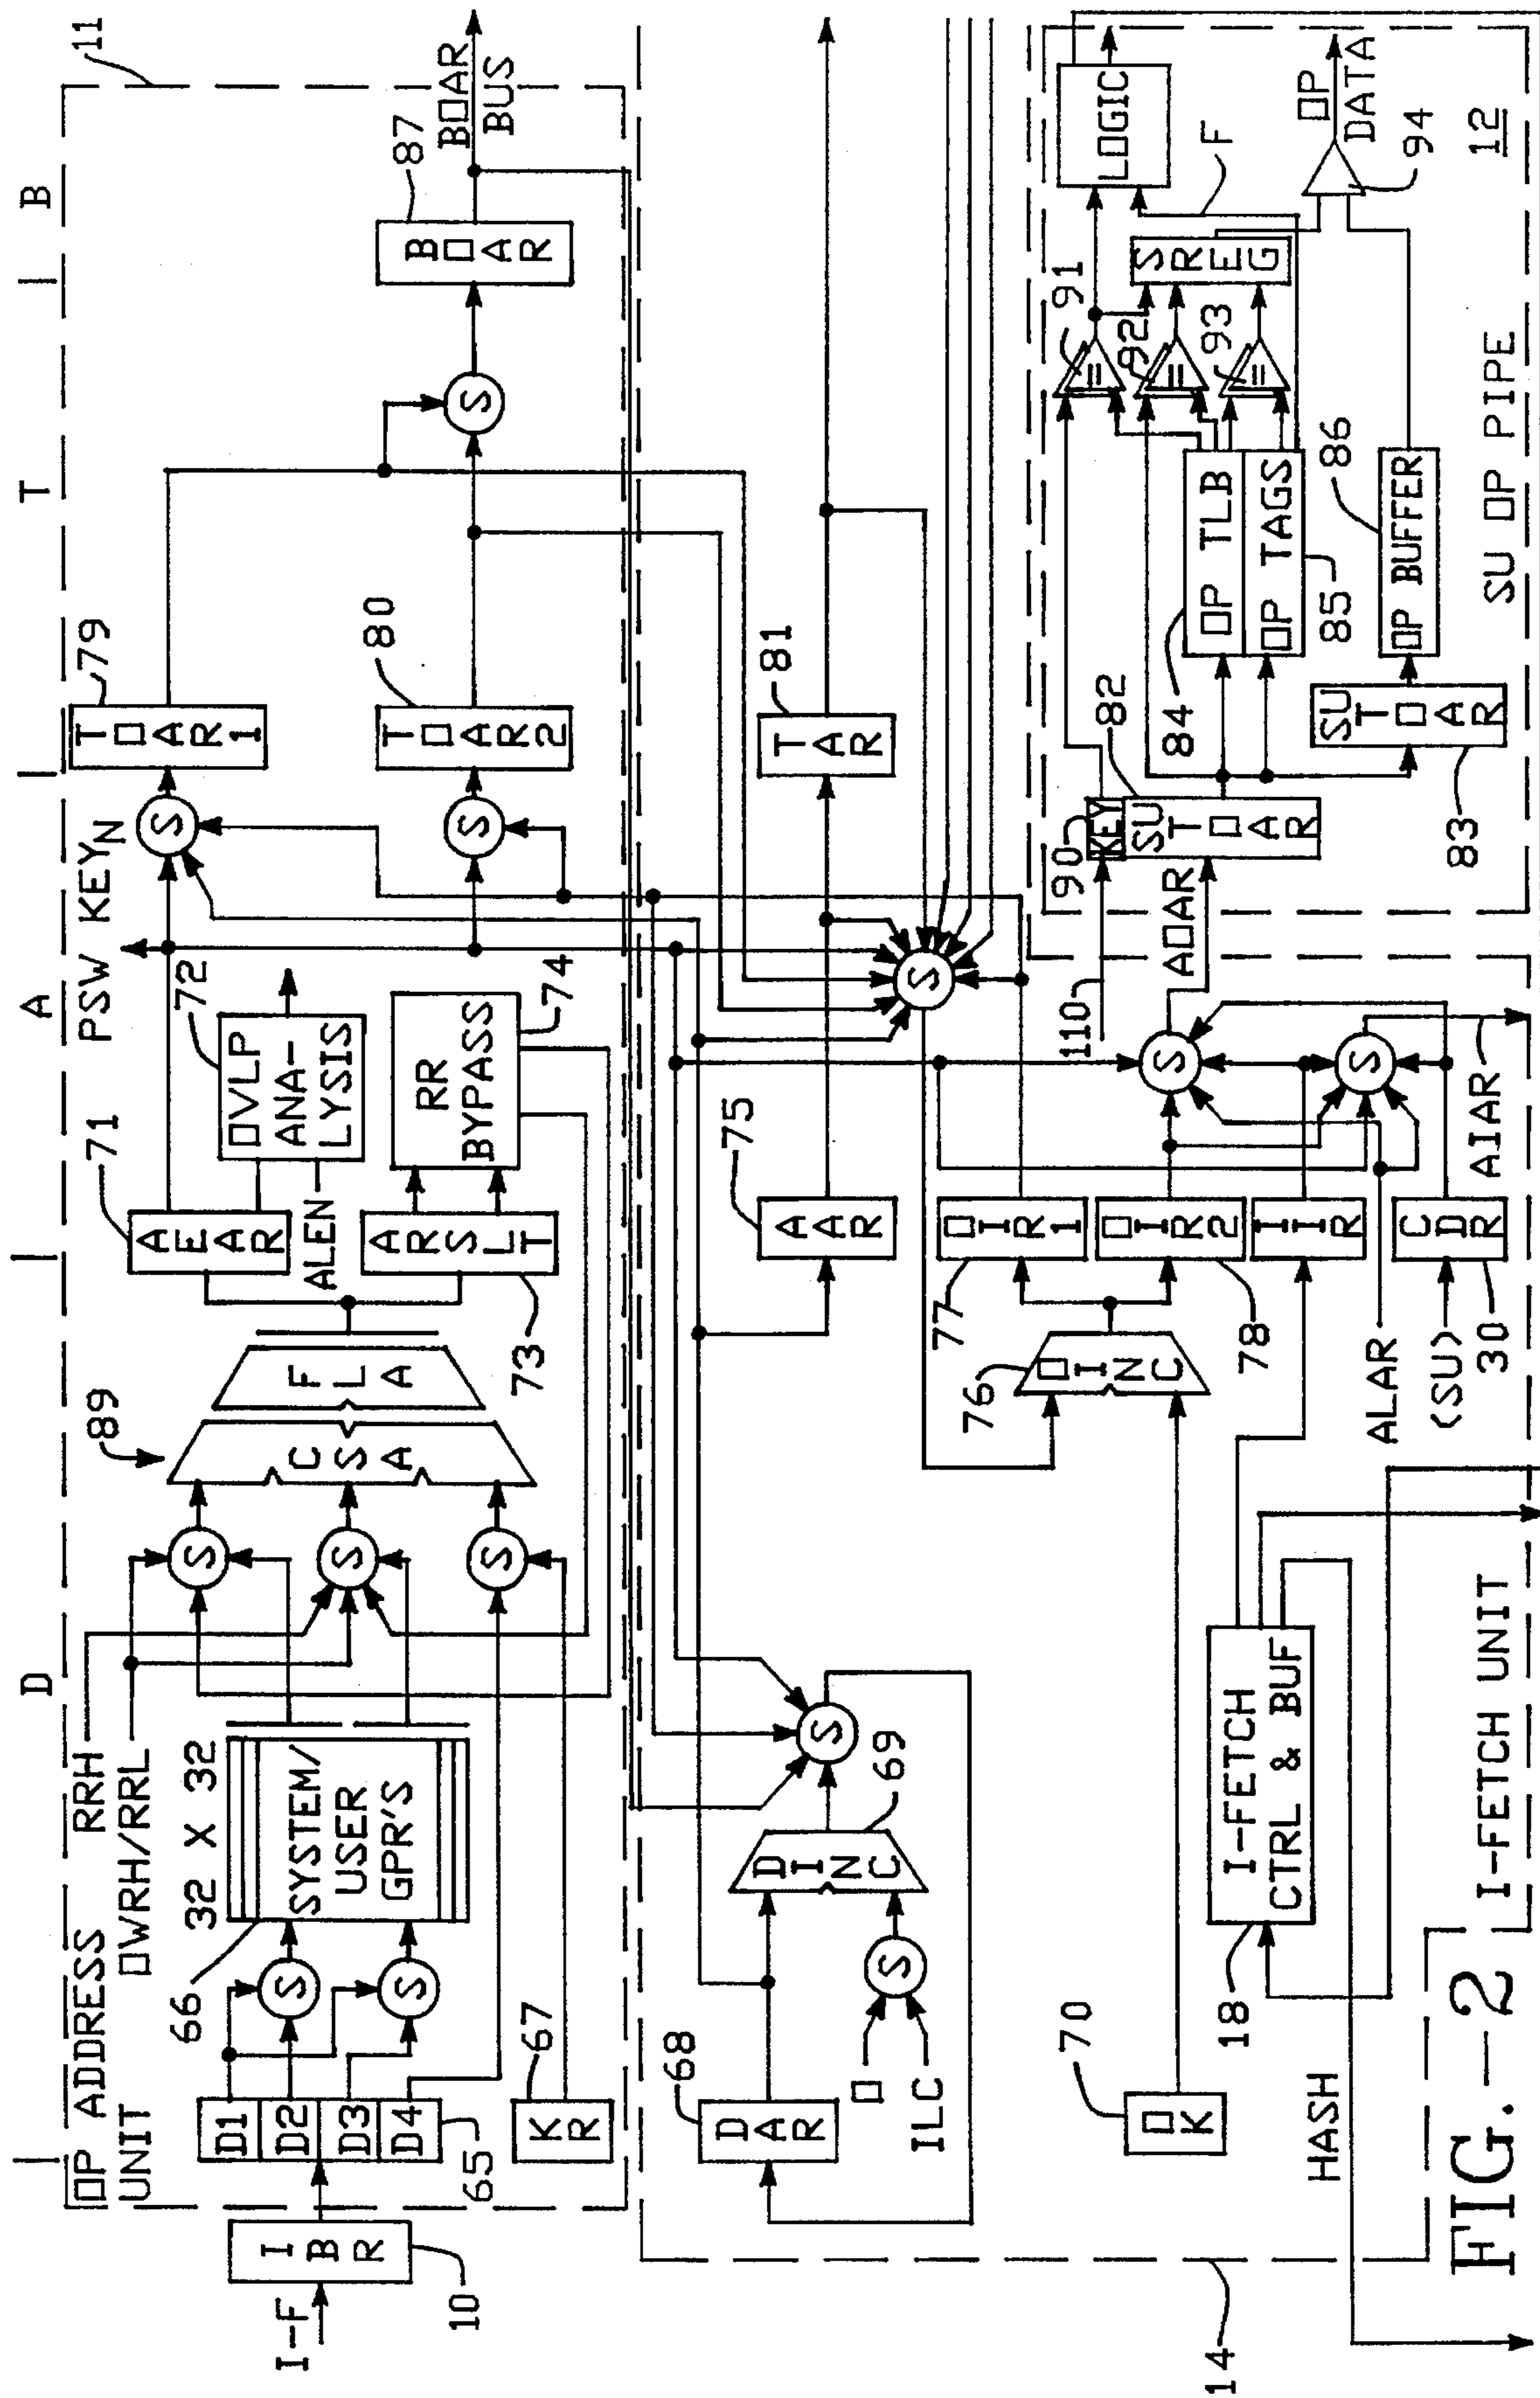 D
A
T
B
11
OP ADDRESS
UNIT
RRH
OWRH/RRL
PSW KEYN
I-F
IBR
10
D1
D2
D3
D4
65
KR
67
66
32 X 32
SYSTEM/
USER
GPR'S
S
S
S
S
S
89
CSA
FLA
AEAR
71
ARSLT
73
ALEN
OVLP
ANA-
LYSIS
72
RR
BYPASS
74
S
S
TOAR1
79
TOAR2
80
S
BOAR
87
BOAR
BUS
DAR
68
O
ILC
S
DINC
69
S
AAR
75
S
TAR
81
OK
70
OINC
76
OIR1
77
OIR2
78
IIR
CDR
30
ALAR
(SU)
S
S
AOAR
AIAR
110
I-FETCH
CTRL & BUF
18
HASH
I-FETCH UNIT
14
90
KEY
SU
TOAR
82
SU
TOAR
83
84
OP TLB
OP TAGS
85
OP BUFFER
86
=
=
=
91
92
93
SREG
LOGIC
F
OP
DATA
94
12
SU OP PIPE
FIG.-2